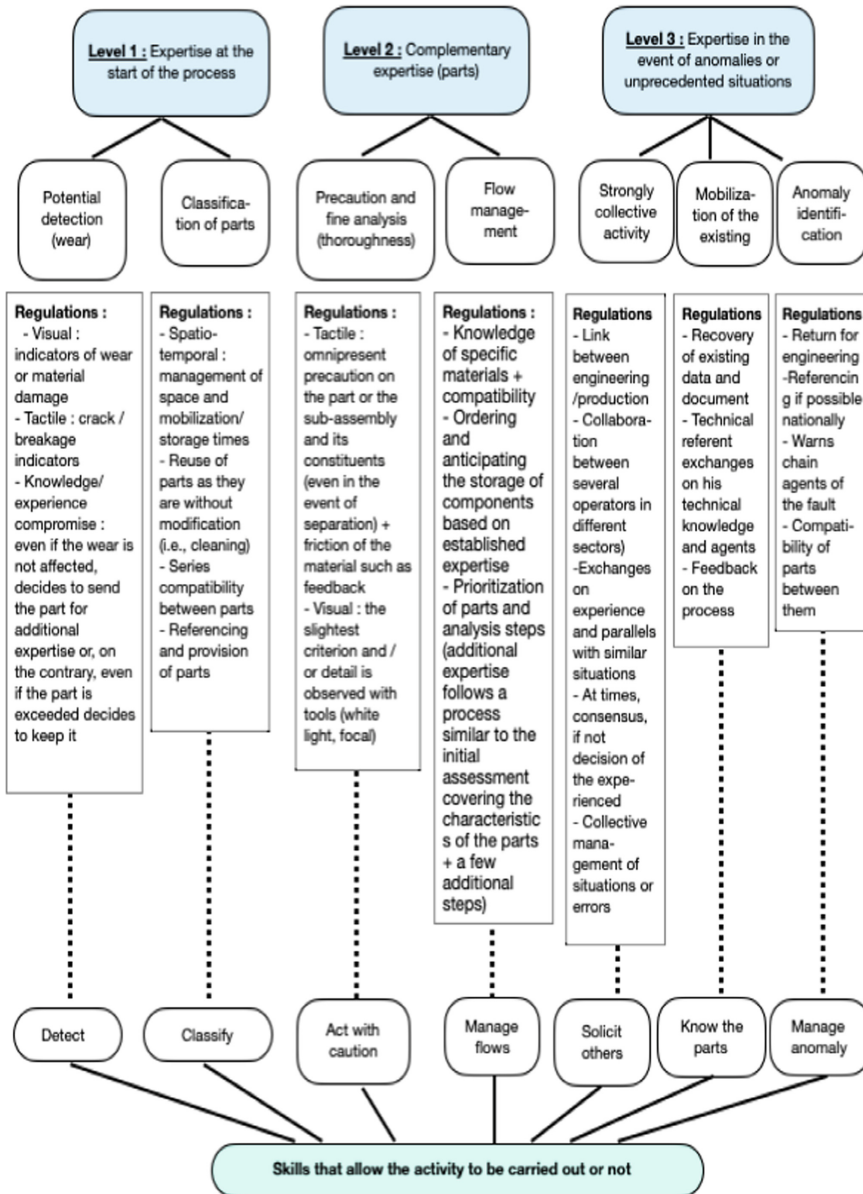 Level 1 : Expertise at the
start of the process
Level 2 : Complementary
expertise (parts)
Level 3 : Expertise in the
event of anomalies or
unprecedented situations
Potential
detection
(wear)
Classifica-
tion of parts
Precaution and
fine analysis
(thoroughness)
Flow
manage-
ment
Strongly
collective
activity
Mobiliza-
tion of the
existing
Anomaly
identifi-
cation
Regulations :
- Visual :
indicators of wear
or material
damage
- Tactile : crack /
breakage
indicators
- Knowledge/
experience
compromise :
even if the wear is
not affected,
decides to send
the part for
additional
expertise or, on
the contrary, even
if the part is
exceeded decides
to keep it
Regulations :
- Spatio-
temporal :
management of
space and
mobilization/
storage times
- Reuse of
parts as they
are without
modification
(i.e., cleaning)
- Series
compatibility
between parts
- Referencing
and provision
of parts
Regulations :
- Tactile :
omnipresent
precaution on
the part or the
sub-assembly
and its
constituents
(even in the
event of
separation) +
friction of the
material such as
feedback
- Visual : the
slightest
criterion and /
or detail is
observed with
tools (white
light, focal)
Regulations :
- Knowledge
of specific
materials +
compatibility
- Ordering
and
anticipating
the storage of
components
based on
established
expertise
- Prioritization
of parts and
analysis steps
(additional
expertise
follows a
process
similar to the
initial
assessment
covering the
characteristic
s of the parts
+ a few
additional
steps)
Regulations
- Link
between
engineering
/production
- Collabora-
tion
between
several
operators in
different
sectors)
-Exchanges
on
experience
and parallels
with similar
situations
- At times,
consensus,
if not
decision of
the expe-
rienced
- Collective
mana-
gement of
situations or
errors
Regulations
- Recovery
of existing
data and
document
- Technical
referent
exchanges
on his
technical
knowledge
and agents
- Feedback
on the
process
Regulations
- Return for
engineering
-Referencin
g if possible
nationally
- Warns
chain
agents of
the fault
- Compati-
bility of
parts
between
them
Detect
Classify
Act with
caution
Manage
flows
Solicit
others
Know the
parts
Manage
anomaly
Skills that allow the activity to be carried out or not